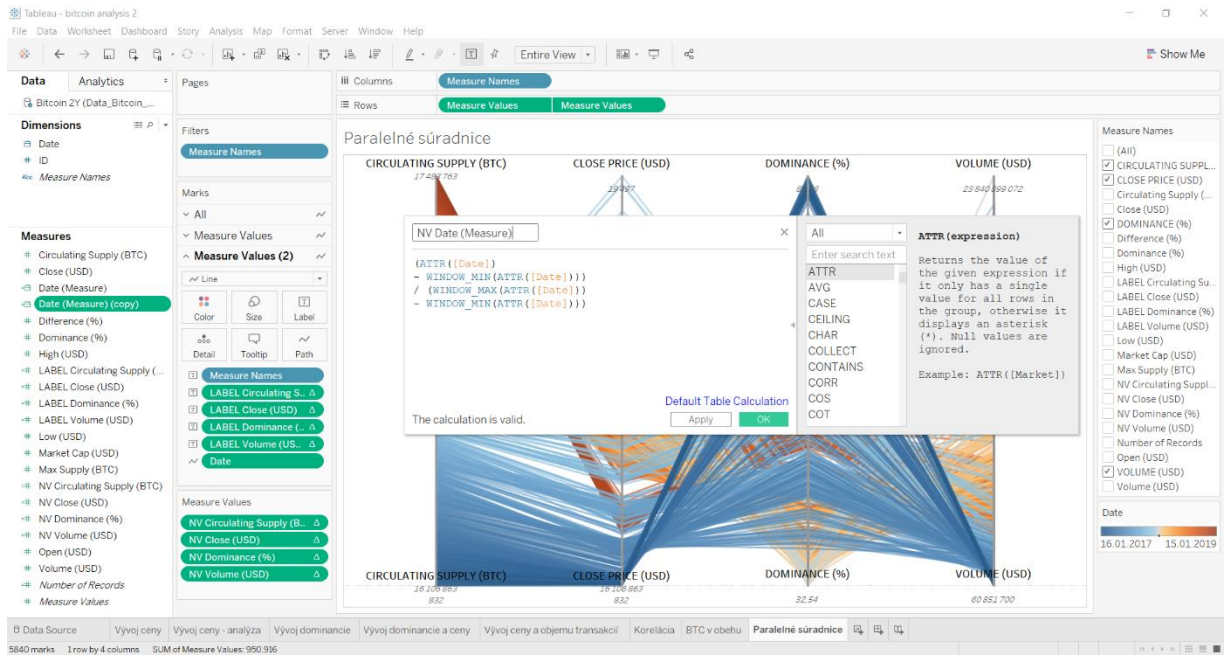 Tableau - bitcoin analysis 2
File Data Worksheet Dashboard Story Analysis Map Format Server Window Help
Entire View
Show Me
Data Analytics
Bitcoin 2Y (Data_Bitcoin_...
Dimensions
Date
ID
Abc Measure Names
Measures
Circulating Supply (BTC)
Close (USD)
Date (Measure)
Date (Measure) (copy)
Difference (%)
Dominance (%)
High (USD)
LABEL Circulating Supply (...
LABEL Close (USD)
LABEL Dominance (%)
LABEL Volume (USD)
Low (USD)
Market Cap (USD)
Max Supply (BTC)
NV Circulating Supply (BTC)
NV Close (USD)
NV Dominance (%)
NV Volume (USD)
Open (USD)
Volume (USD)
Number of Records
Measure Values
Pages
Filters
Measure Names
Marks
All
Measure Values
Measure Values (2)
Line
Color Size Label
Detail Tooltip Path
Measure Names
LABEL Circulating S..
LABEL Close (USD)
LABEL Dominance (..
LABEL Volume (US..
Date
Measure Values
NV Circulating Supply (B..
NV Close (USD)
NV Dominance (%)
NV Volume (USD)
Columns Measure Names
Rows Measure Values Measure Values
Paralelné súradnice
CIRCULATING SUPPLY (BTC) CLOSE PRICE (USD) DOMINANCE (%) VOLUME (USD)
17 483 763 19 497 23 840 899 072
NV Date (Measure)
(ATTR([Date])
- WINDOW_MIN(ATTR([Date])))
/ (WINDOW_MAX(ATTR([Date]))
- WINDOW_MIN(ATTR([Date])))
Default Table Calculation
The calculation is valid.
Apply OK
All
Enter search text
ATTR
AVG
CASE
CEILING
CHAR
COLLECT
CONTAINS
CORR
COS
COT
ATTR(expression)
Returns the value of
the given expression if
it only has a single
value for all rows in
the group, otherwise it
displays an asterisk
(*). Null values are
ignored.
Example: ATTR([Market])
CIRCULATING SUPPLY (BTC) CLOSE PRICE (USD) DOMINANCE (%) VOLUME (USD)
16 106 863 16 106 863
832 832 32,54 60 851 700
Measure Names
(All)
CIRCULATING SUPPL...
CLOSE PRICE (USD)
Circulating Supply (...
Close (USD)
DOMINANCE (%)
Difference (%)
Dominance (%)
High (USD)
LABEL Circulating Su...
LABEL Close (USD)
LABEL Dominance (%)
LABEL Volume (USD)
Low (USD)
Market Cap (USD)
Max Supply (BTC)
NV Circulating Suppl...
NV Close (USD)
NV Dominance (%)
NV Volume (USD)
Number of Records
Open (USD)
VOLUME (USD)
Volume (USD)
Date
16.01.2017 15.01.2019
Data Source Vývoj ceny Vývoj ceny - analýza Vývoj dominancie Vývoj dominancie a ceny Vývoj ceny a objemu transakcií Korelácia BTC v obehu Paralelné súradnice
5840 marks 1 row by 4 columns SUM of Measure Values: 950,916